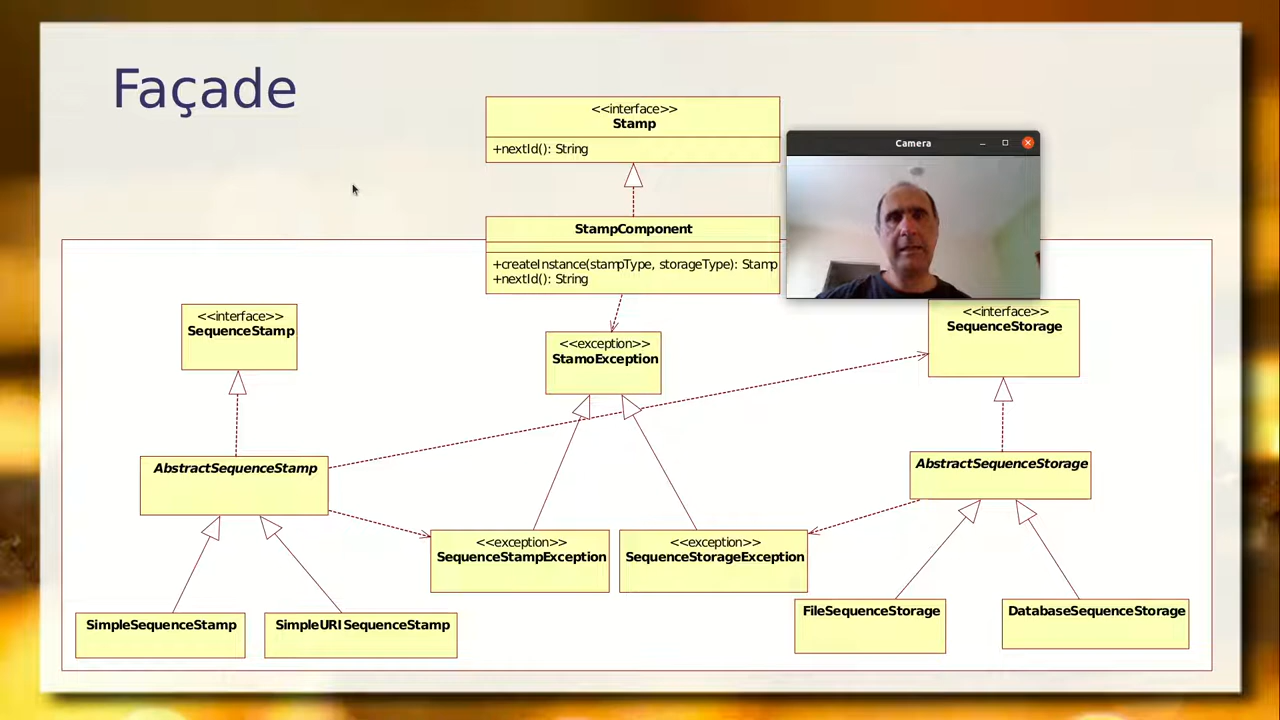 Façade
<<interface>>
Stamp
+nextId(): String
Camera
StampComponent
+createInstance(stampType, storageType): Stamp
+nextId(): String
<<interface>>
SequenceStamp
<<exception>>
StamoException
<<interface>>
SequenceStorage
AbstractSequenceStamp
AbstractSequenceStorage
<<exception>>
SequenceStampException
<<exception>>
SequenceStorageException
SimpleSequenceStamp
SimpleURISequenceStamp
FileSequenceStorage
DatabaseSequenceStorage